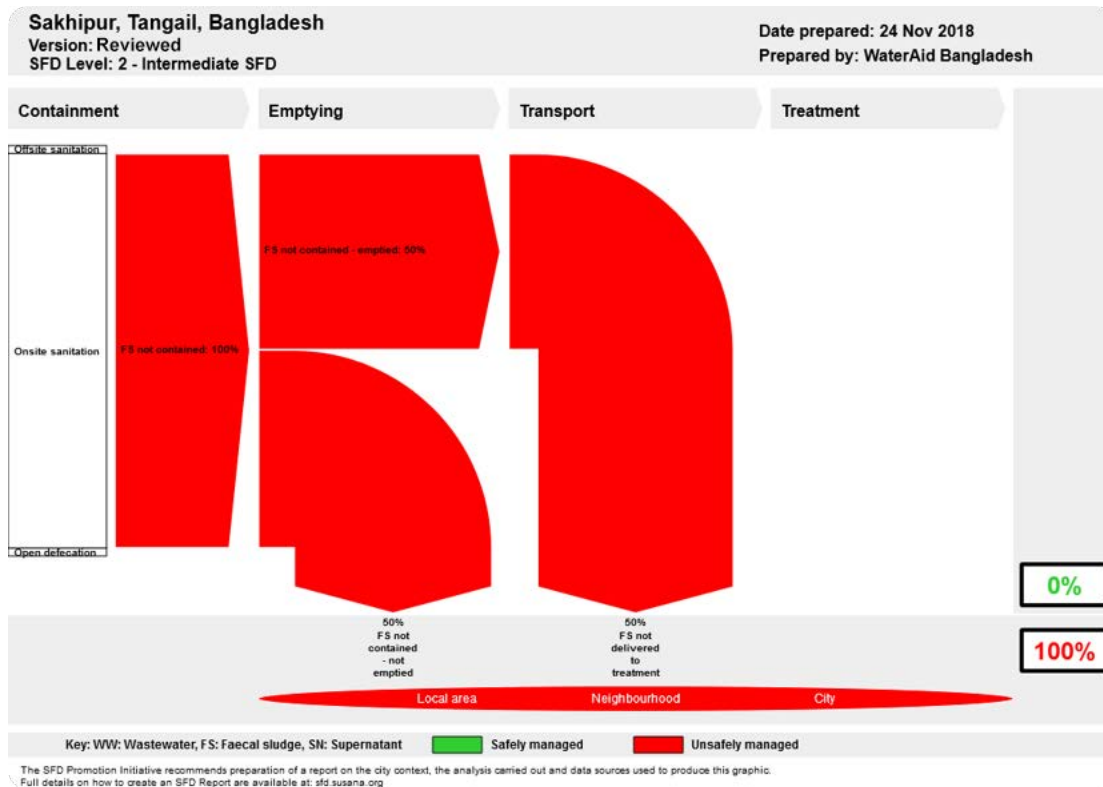 Sakhipur, Tangail, Bangladesh
Version: Reviewed
SFD Level: 2 - Intermediate SFD
Date prepared: 24 Nov 2018
Prepared by: WaterAid Bangladesh
Containment
Emptying
Transport
Treatment
Offsite sanitation
FS not contained - emptied: 50%
Onsite sanitation
FS not contained: 100%
Open defecation
0%
50%
FS not
contained
- not
emptied
50%
FS not
delivered
to
treatment
100%
Local area
Neighbourhood
City
Key: WW: Wastewater, FS: Faecal sludge, SN: Supernatant
Safely managed
Unsafely managed
The SFD Promotion Initiative recommends preparation of a report on the city context, the analysis carried out and data sources used to produce this graphic.
Full details on how to create an SFD Report are available at: sfd.susana.org